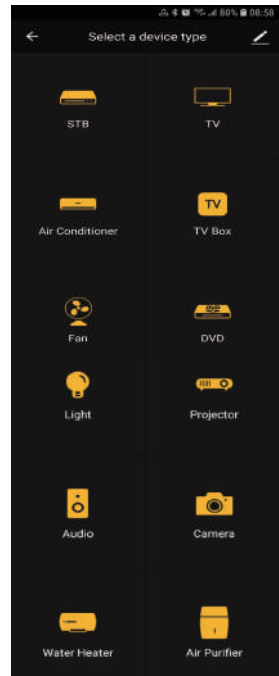 80% 08:58
Select a device type
STB TV
Air Conditioner TV Box
TV
Fan DVD
DVD
Light Projector
Audio Camera
Water Heater Air Purifier